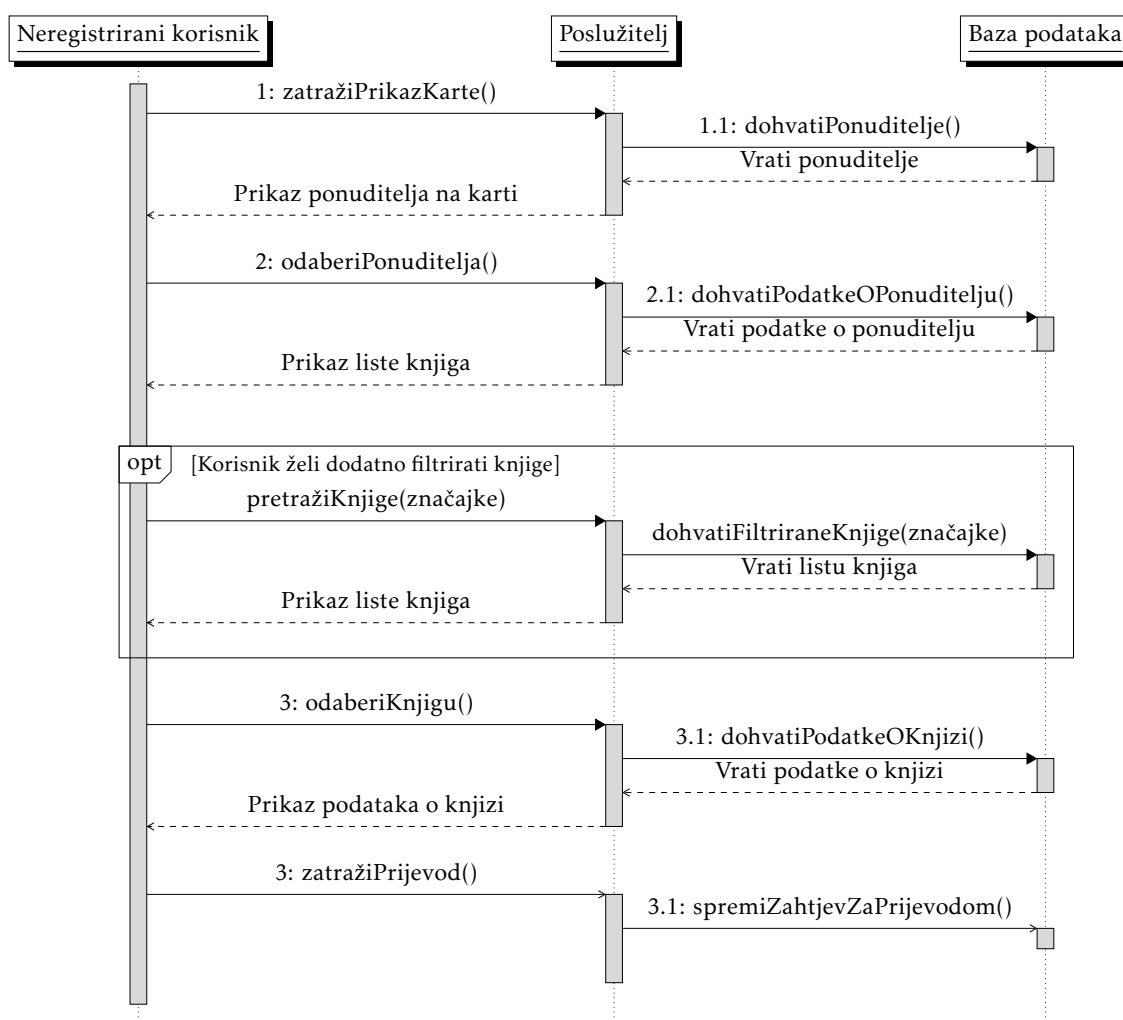 Neregistrirani korisnik
Poslužitelj
Baza podataka
1: zatražiPrikazKarte()
1.1: dohvatiPonuditelje()
Vrati ponuditelje
Prikaz ponuditelja na karti
2: odaberiPonuditelja()
2.1: dohvatiPodatkeOPonuditelju()
Vrati podatke o ponuditelju
Prikaz liste knjiga
opt
[Korisnik želi dodatno filtrirati knjige]
pretražiKnjige(značajke)
dohvatiFiltriraneKnjige(značajke)
Vrati listu knjiga
Prikaz liste knjiga
3: odaberiKnjigu()
3.1: dohvatiPodatkeOKnjizi()
Vrati podatke o knjizi
Prikaz podataka o knjizi
3: zatražiPrijevod()
3.1: spremiZahtjevZaPrijevodom()